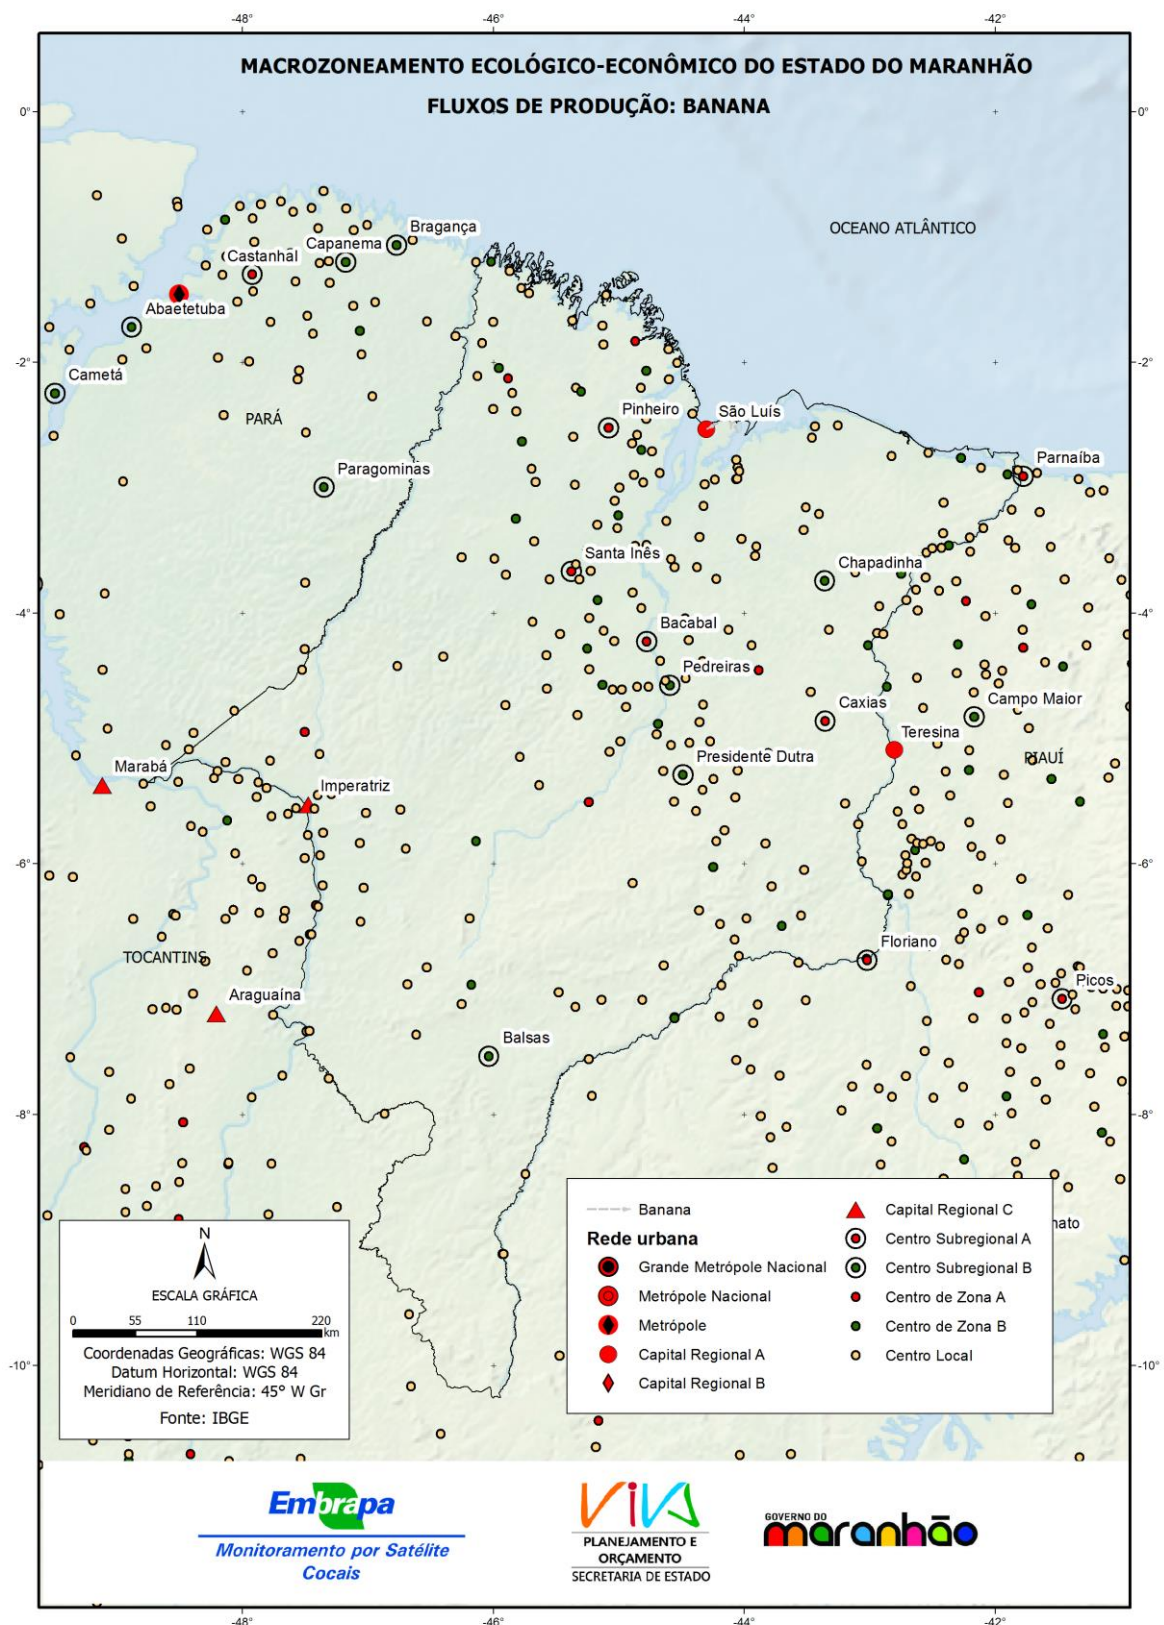 -48°
-46°
-44°
-42°
MACROZONEAMENTO ECOLÓGICO-ECONÔMICO DO ESTADO DO MARANHÃO
FLUXOS DE PRODUÇÃO: BANANA
0°
0°
OCEANO ATLÂNTICO
Bragança
Capanema
Castanhal
Abaetetuba
-2°
-2°
Cametá
PARÁ
Pinheiro
São Luís
Parnaíba
Paragominas
Santa Inês
Chapadinha
-4°
-4°
Bacabal
Pedreiras
Caxias
Campo Maior
Teresina
PIAUÍ
Presidente Dutra
Marabá
Imperatriz
-6°
-6°
TOCANTINS
Floriano
Picos
Araguaína
Balsas
-8°
-8°
Banana
Rede urbana
Grande Metrópole Nacional
Metrópole Nacional
Metrópole
Capital Regional A
Capital Regional B
Capital Regional C
Centro Subregional A
Centro Subregional B
Centro de Zona A
Centro de Zona B
Centro Local
nato
N
ESCALA GRÁFICA
0 55 110 220
km
Coordenadas Geográficas: WGS 84
Datum Horizontal: WGS 84
Meridiano de Referência: 45° W Gr
Fonte: IBGE
-10°
-10°
Embrapa
Monitoramento por Satélite
Cocais
VIVA
PLANEJAMENTO E
ORÇAMENTO
SECRETARIA DE ESTADO
GOVERNO DO
maranhão
-48°
-46°
-44°
-42°